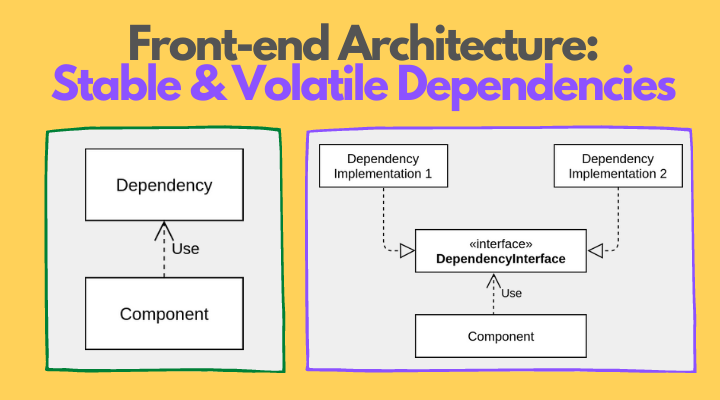 Front-end Architecture:
Stable & Volatile Dependencies
Dependency
Use
Component
Dependency
Implementation 1
Dependency
Implementation 2
«interface»
DependencyInterface
Use
Component